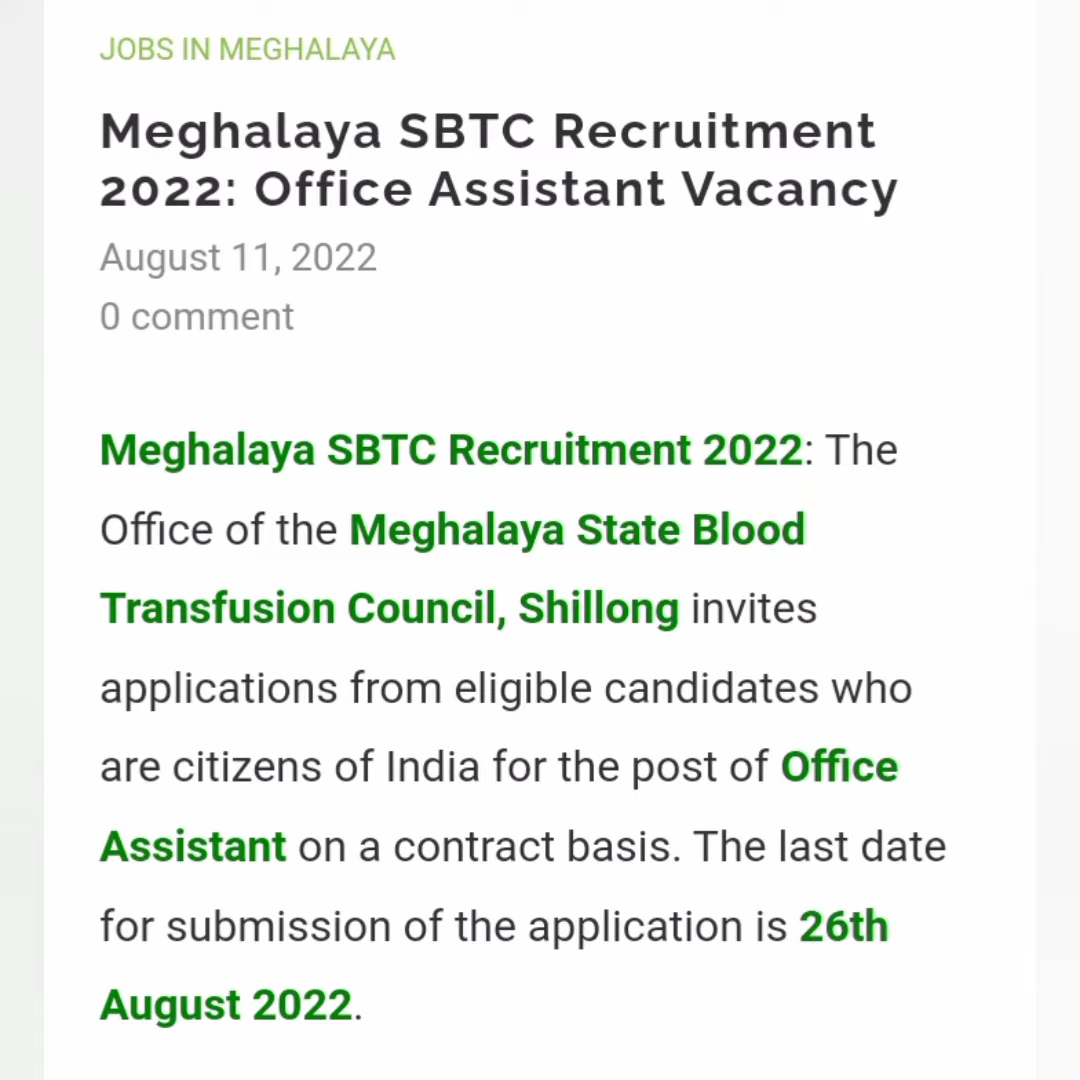 JOBS IN MEGHALAYA
Meghalaya SBTC Recruitment
2022: Office Assistant Vacancy
August 11, 2022
0 comment
Meghalaya SBTC Recruitment 2022: The
Office of the Meghalaya State Blood
Transfusion Council, Shillong invites
applications from eligible candidates who
are citizens of India for the post of Office
Assistant on a contract basis. The last date
for submission of the application is 26th
August 2022.